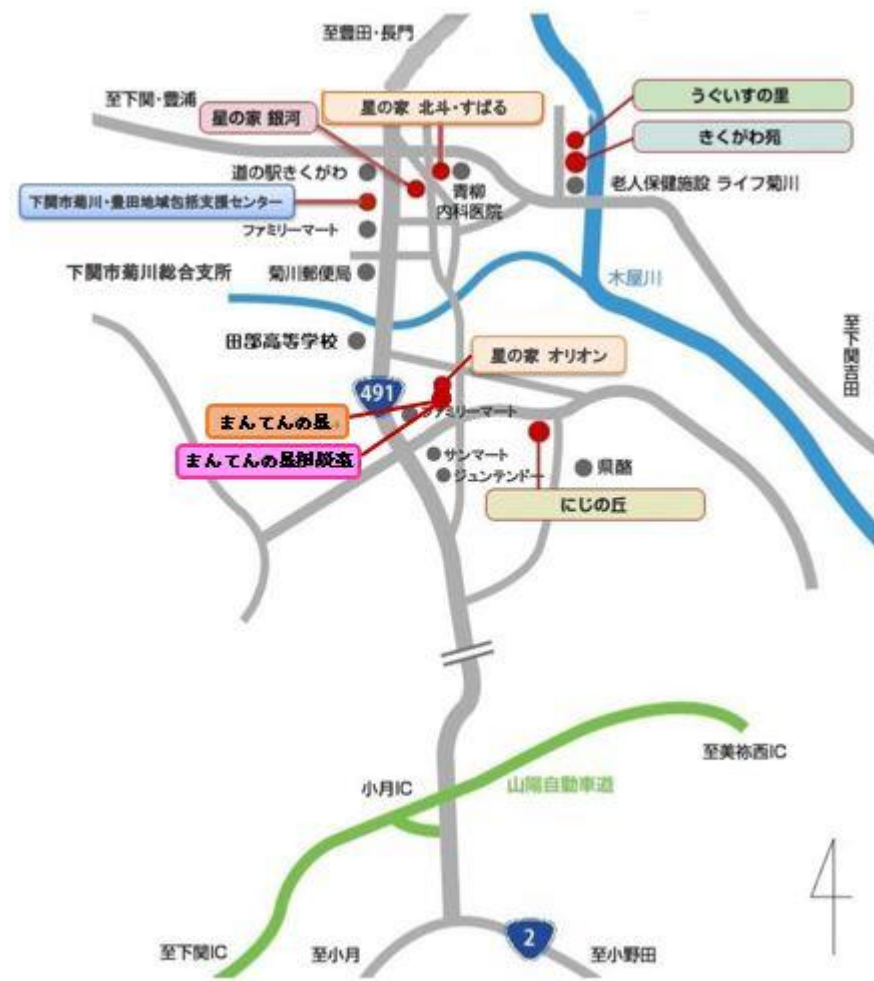 至豊田・長門
至下関・豊浦
星の家 北斗・すばる
うぐいすの里
星の家 銀河
きくがわ苑
道の駅きくがわ
青柳
内科医院
老人保健施設 ライフ菊川
下関市菊川・豊田地域包括支援センター
ファミリーマート
下関市菊川総合支所
菊川郵便局
木屋川
至下関吉田
田部高等学校
星の家 オリオン
491
まんてんの星
ファミリーマート
まんてんの星相談室
サンマート
ジュンテンドー
県酪
にじの丘
至美祢西IC
小月IC
山陽自動車道
2
至下関IC
至小月
至小野田